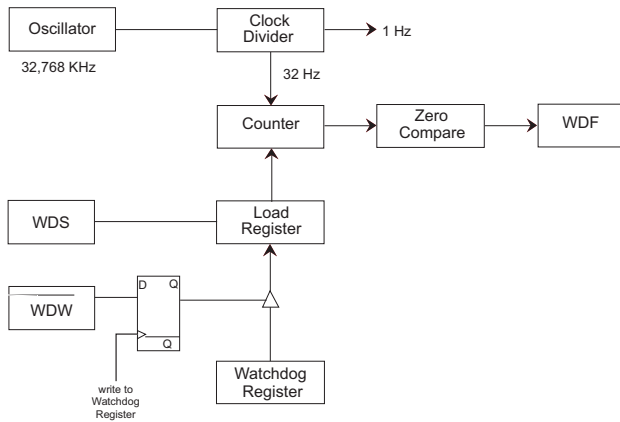 Oscillator
Clock
Divider
1 Hz
32,768 KHz
32 Hz
Counter
Zero
Compare
WDF
WDS
Load
Register
D Q
WDW
Q
Watchdog
Register
write to
Watchdog
Register